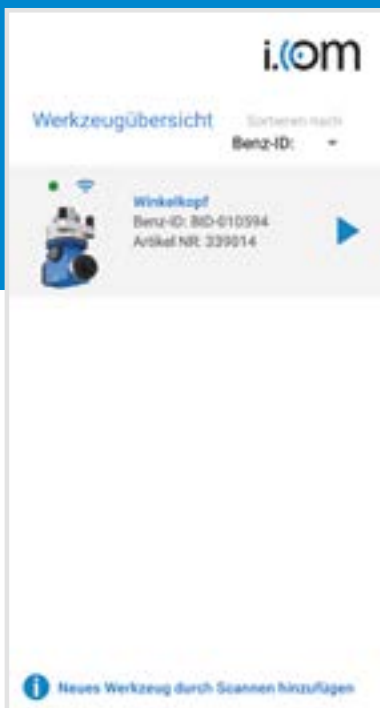 i.com
Werkzeugübersicht
Sortieren nach
Benz-ID:
Winkelkopf
Benz-ID: BID-010594
Artikel NR: 339014
Neues Werkzeug durch Scannen hinzufügen